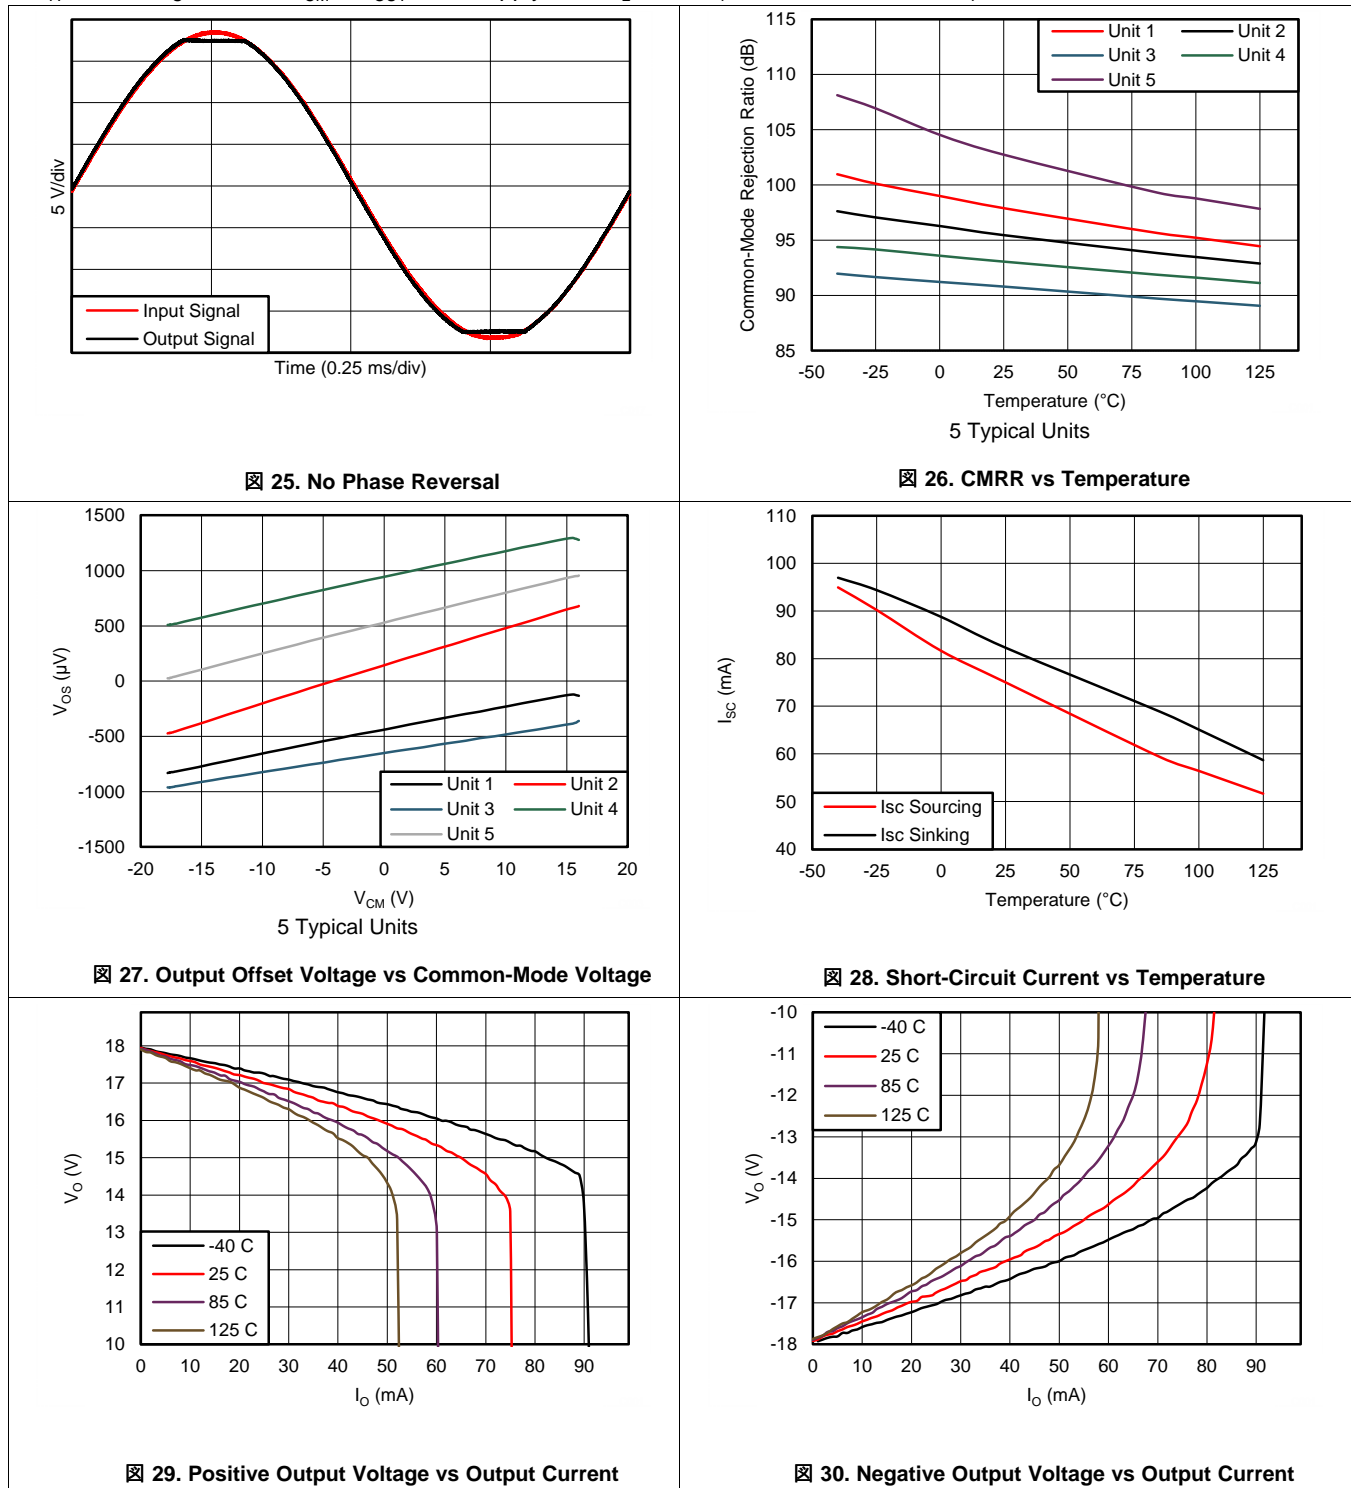 5 V/div
Input Signal
Output Signal
Time (0.25 ms/div)
図 25. No Phase Reversal
Common-Mode Rejection Ratio (dB)
115
110
105
100
95
90
85
-50 -25 0 25 50 75 100 125
Unit 1 Unit 2
Unit 3 Unit 4
Unit 5
Temperature (°C)
5 Typical Units
図 26. CMRR vs Temperature
VOS (µV)
1500
1000
500
0
-500
-1000
-1500
-20 -15 -10 -5 0 5 10 15 20
Unit 1 Unit 2
Unit 3 Unit 4
Unit 5
VCM (V)
5 Typical Units
図 27. Output Offset Voltage vs Common-Mode Voltage
ISC (mA)
110
100
90
80
70
60
50
40
-50 -25 0 25 50 75 100 125
Isc Sourcing
Isc Sinking
Temperature (°C)
図 28. Short-Circuit Current vs Temperature
VO (V)
18
17
16
15
14
13
12
11
10
0 10 20 30 40 50 60 70 80 90
-40 C
25 C
85 C
125 C
IO (mA)
図 29. Positive Output Voltage vs Output Current
VO (V)
-10
-11
-12
-13
-14
-15
-16
-17
-18
0 10 20 30 40 50 60 70 80 90
-40 C
25 C
85 C
125 C
IO (mA)
図 30. Negative Output Voltage vs Output Current